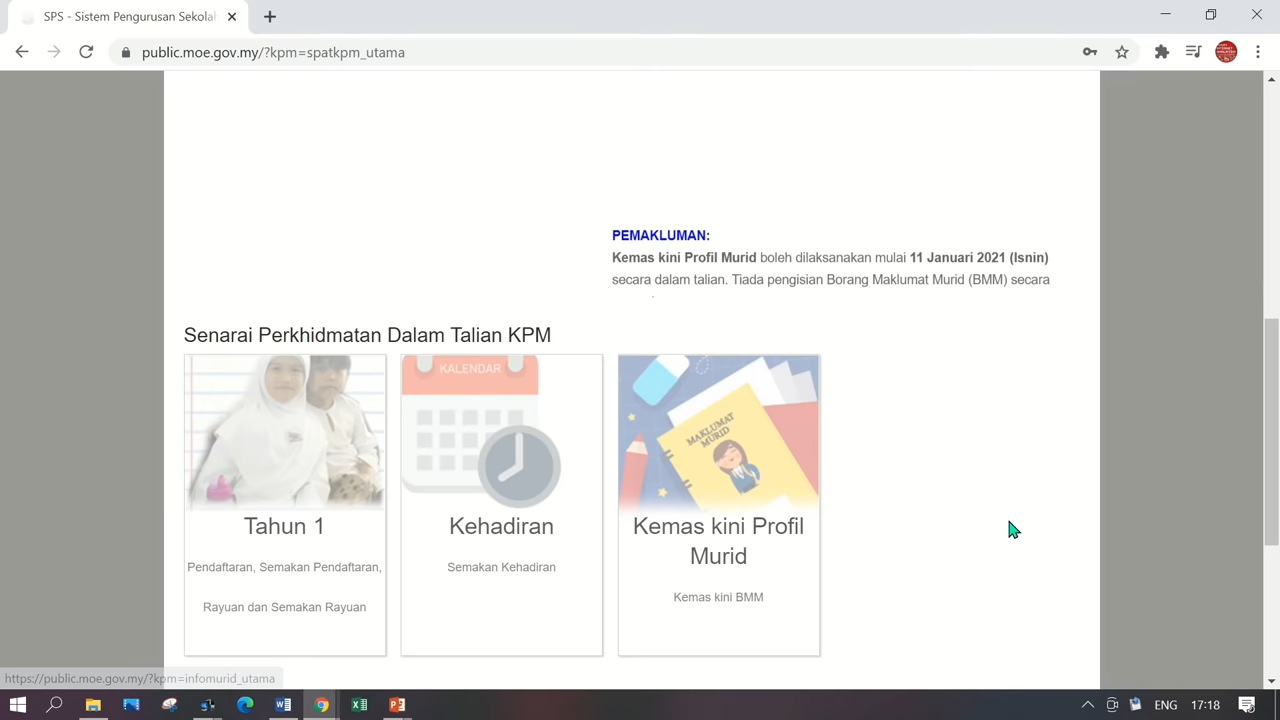 SPS - Sistem Pengurusan Sekolah
public.moe.gov.my/?kpm=spatkpm_utama
PEMAKLUMAN:
Kemas kini Profil Murid boleh dilaksanakan mulai 11 Januari 2021 (Isnin)
secara dalam talian. Tiada pengisian Borang Maklumat Murid (BMM) secara
Senarai Perkhidmatan Dalam Talian KPM
KALENDAR
MAKLUMAT
MURID
Tahun 1
Pendaftaran, Semakan Pendaftaran,
Rayuan dan Semakan Rayuan
Kehadiran
Semakan Kehadiran
Kemas kini Profil
Murid
Kemas kini BMM
https://public.moe.gov.my/?kpm=infomurid_utama
ENG 17:18